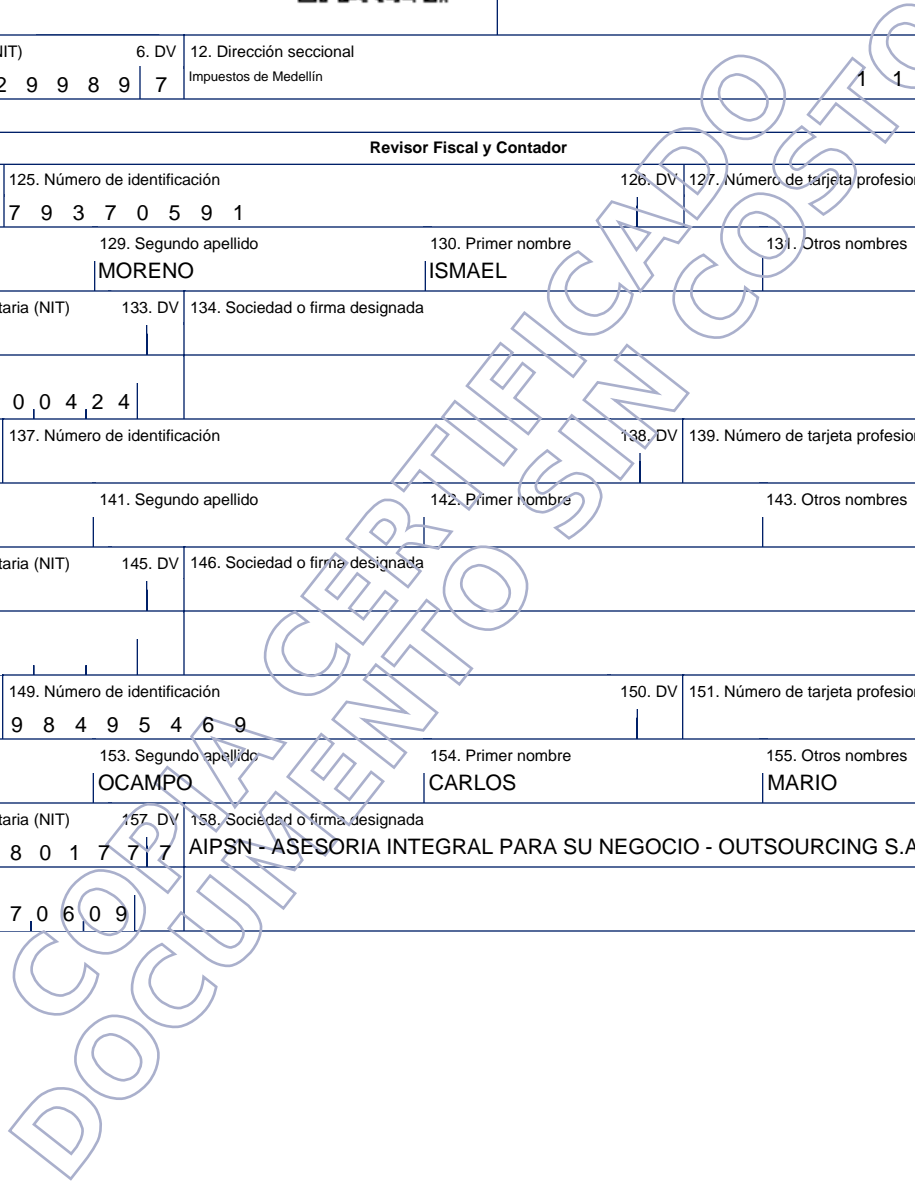 NIT) 6. DV 12. Dirección seccional
2 9 9 8 9 7 Impuestos de Medellín 1 1
Revisor Fiscal y Contador
125. Número de identificación 126. DV 127. Número de tarjeta profesion
7 9 3 7 0 5 9 1
129. Segundo apellido 130. Primer nombre 131. Otros nombres
MORENO ISMAEL
taria (NIT) 133. DV 134. Sociedad o firma designada
0 0 4 2 4
137. Número de identificación 138. DV 139. Número de tarjeta profesion
141. Segundo apellido 142. Primer nombre 143. Otros nombres
taria (NIT) 145. DV 146. Sociedad o firma designada
149. Número de identificación 150. DV 151. Número de tarjeta profesion
9 8 4 9 5 4 6 9
153. Segundo apellido 154. Primer nombre 155. Otros nombres
OCAMPO CARLOS MARIO
taria (NIT) 157. DV 158. Sociedad o firma designada
8 0 1 7 7 7 AIPSN - ASESORIA INTEGRAL PARA SU NEGOCIO - OUTSOURCING S.A
7 0 6 0 9
COPIA CERTIFICADO
DOCUMENTO SIN COSTO